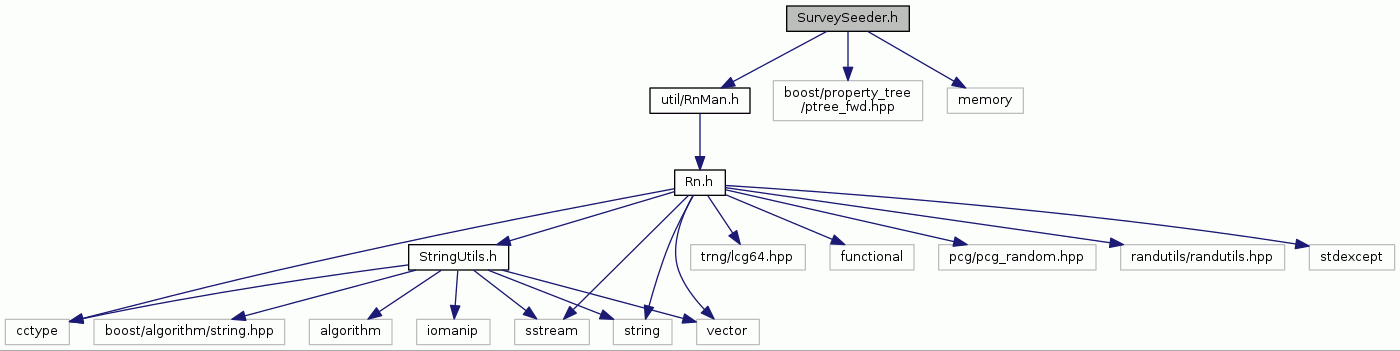 SurveySeeder.h
util/RnMan.h
boost/property_tree
/ptree_fwd.hpp
memory
Rn.h
StringUtils.h
trng/lcg64.hpp
functional
pcg/pcg_random.hpp
randutils/randutils.hpp
stdexcept
cctype
boost/algorithm/string.hpp
algorithm
iomanip
sstream
string
vector